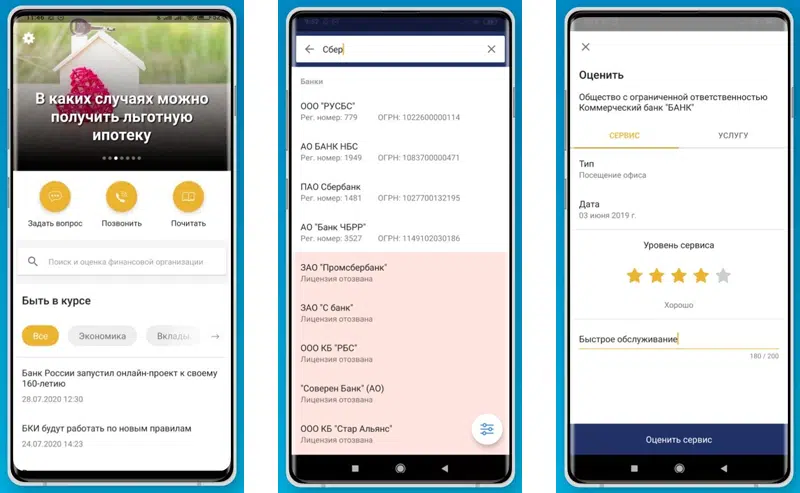 11:46
В каких случаях можно
получить льготную
ипотеку
Задать вопрос
Позвонить
Почитать
Поиск и оценка финансовой организации
Быть в курсе
Все
Экономика
Вклады
Банк России запустил онлайн-проект к своему
160-летию
28.07.2020 12:30
БКИ будут работать по новым правилам
24.07.2020 14:23
Сбер
Банки
ООО "РУСБС"
Рег. номер: 779 ОГРН: 1022600000114
АО БАНК НБС
Рег. номер: 1949 ОГРН: 1083700000471
ПАО Сбербанк
Рег. номер: 1481 ОГРН: 1027700132195
АО "Банк ЧБРР"
Рег. номер: 3527 ОГРН: 1149102030186
ЗАО "Промсбербанк"
Лицензия отозвана
ЗАО "С банк"
Лицензия отозвана
ООО КБ "РБС"
Лицензия отозвана
"Соверен Банк" (АО)
Лицензия отозвана
ООО КБ "Стар Альянс"
Лицензия отозвана
Оценить
Общество с ограниченной ответственностью
Коммерческий банк "БАНК"
СЕРВИС
УСЛУГУ
Тип
Посещение офиса
Дата
03 июня 2019 г.
Уровень сервиса
Хорошо
Быстрое обслуживание
180 / 200
Оценить сервис